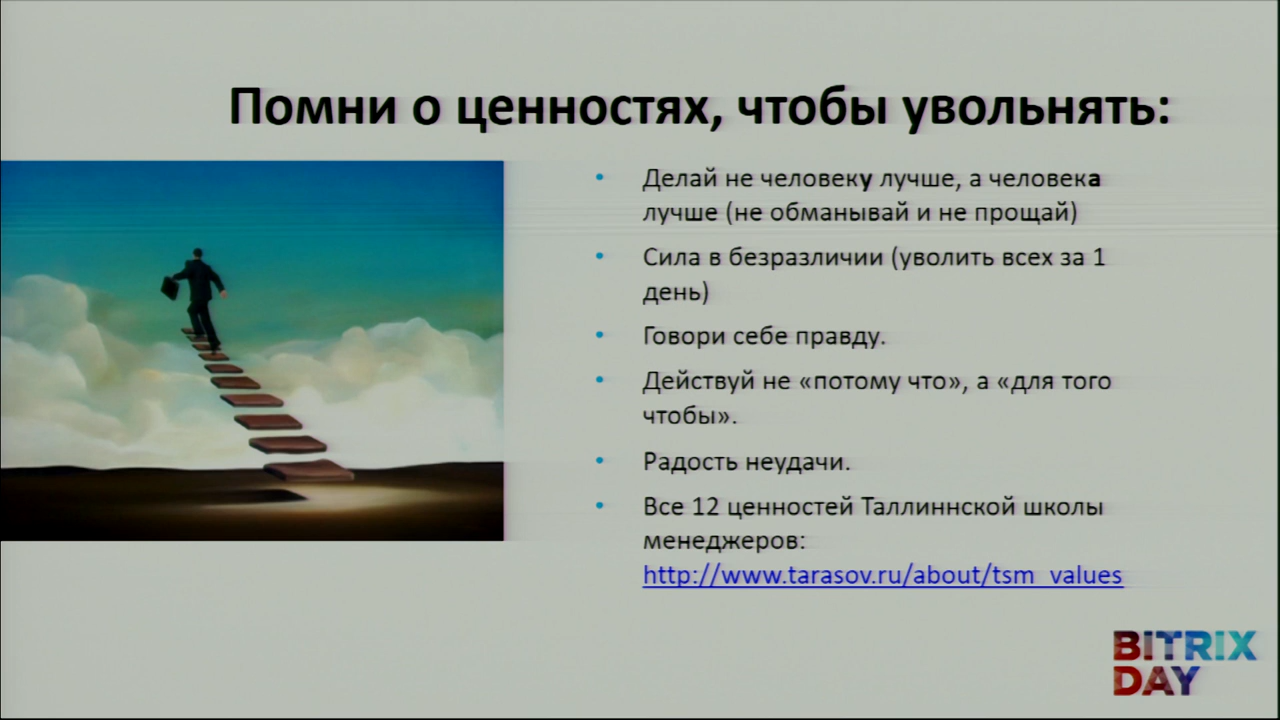 Помни о ценностях, чтобы увольнять:
• Делай не человеку лучше, а человека
лучше (не обманывай и не прощай)
• Сила в безразличии (уволить всех за 1
день)
• Говори себе правду.
• Действуй не «потому что», а «для того
чтобы».
• Радость неудачи.
• Все 12 ценностей Таллиннской школы
менеджеров:
http://www.tarasov.ru/about/tsm_values
BITRIX
DAY